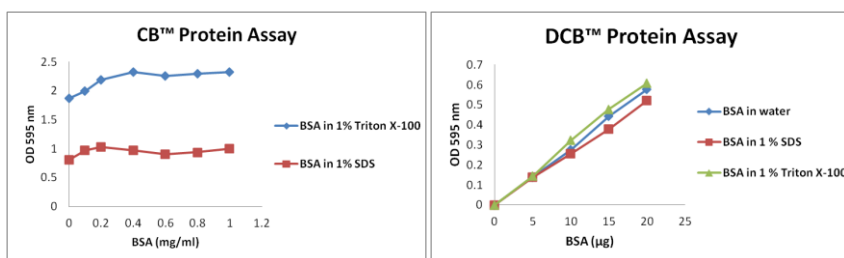 CB™ Protein Assay
2.5
2
1.5
1
0.5
0
OD 595 nm
0 0.2 0.4 0.6 0.8 1 1.2
BSA (mg/ml)
BSA in 1% Triton X-100
BSA in 1% SDS
DCB™ Protein Assay
0.7
0.6
0.5
0.4
0.3
0.2
0.1
0
OD 595 nm
0 5 10 15 20 25
BSA (µg)
BSA in water
BSA in 1 % SDS
BSA in 1 % Triton X-100